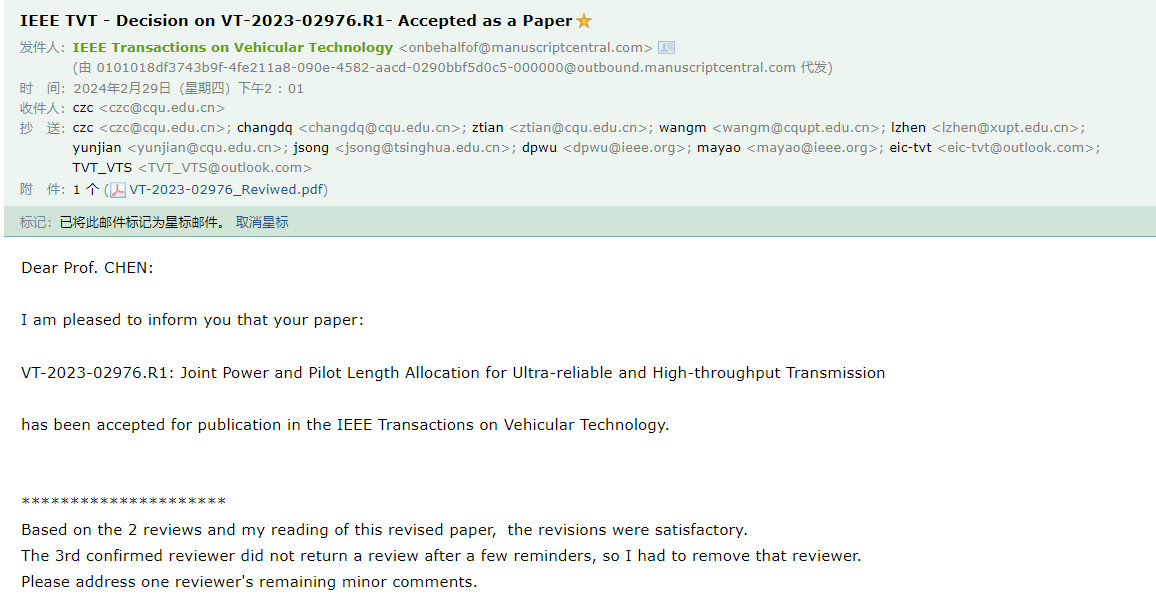 IEEE TVT - Decision on VT-2023-02976.R1- Accepted as a Paper
发件人： IEEE Transactions on Vehicular Technology <onbehalfof@manuscriptcentral.com>
(由 0101018df3743b9f-4fe211a8-090e-4582-aacd-0290bbf5d0c5-000000@outbound.manuscriptcentral.com 代发)
时 间： 2024年2月29日 (星期四) 下午2：01
收件人： czc <czc@cqu.edu.cn>
抄 送： czc <czc@cqu.edu.cn>; changdq <changdq@cqu.edu.cn>; ztian <ztian@cqu.edu.cn>; wangm <wangm@cqupt.edu.cn>; lzhen <lzhen@xupt.edu.cn>;
yunjian <yunjian@cqu.edu.cn>; jsong <jsong@tsinghua.edu.cn>; dpwu <dpwu@ieee.org>; mayao <mayao@ieee.org>; eic-tvt <eic-tvt@outlook.com>;
TVT_VTS <TVT_VTS@outlook.com>
附 件： 1 个 (VT-2023-02976_Reviwed.pdf)
标记： 已将此邮件标记为星标邮件。 取消星标
Dear Prof. CHEN:
I am pleased to inform you that your paper:
VT-2023-02976.R1: Joint Power and Pilot Length Allocation for Ultra-reliable and High-throughput Transmission
has been accepted for publication in the IEEE Transactions on Vehicular Technology.
*********************
Based on the 2 reviews and my reading of this revised paper,  the revisions were satisfactory.
The 3rd confirmed reviewer did not return a review after a few reminders, so I had to remove that reviewer.
Please address one reviewer's remaining minor comments.